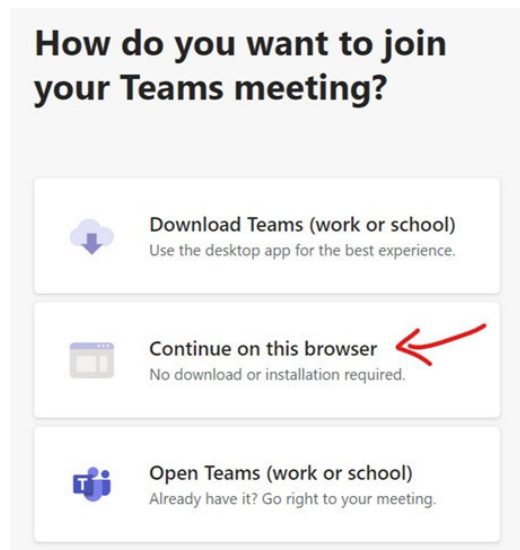 How do you want to join
your Teams meeting?
Download Teams (work or school)
Use the desktop app for the best experience.
Continue on this browser
No download or installation required.
T
Open Teams (work or school)
Already have it? Go right to your meeting.